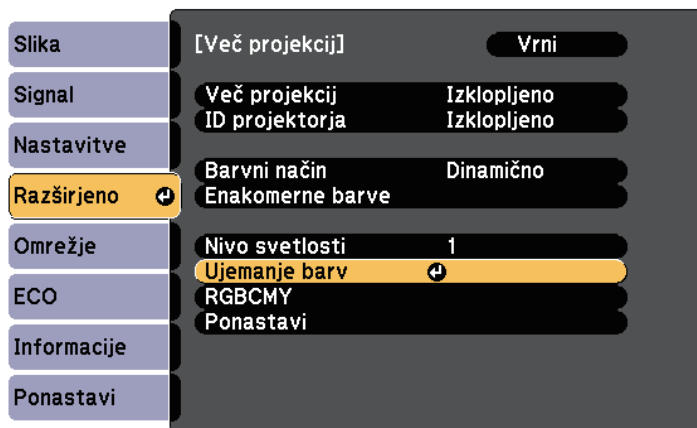 Slika
Signal
Nastavitve
Razširjeno
Omrežje
ECO
Informacije
Ponastavi
[Več projekcij] Vrni
Več projekcij Izklopljeno
ID projektorja Izklopljeno
Barvni način Dinamično
Enakomerne barve
Nivo svetlosti 1
Ujemanje barv
RGBCMY
Ponastavi